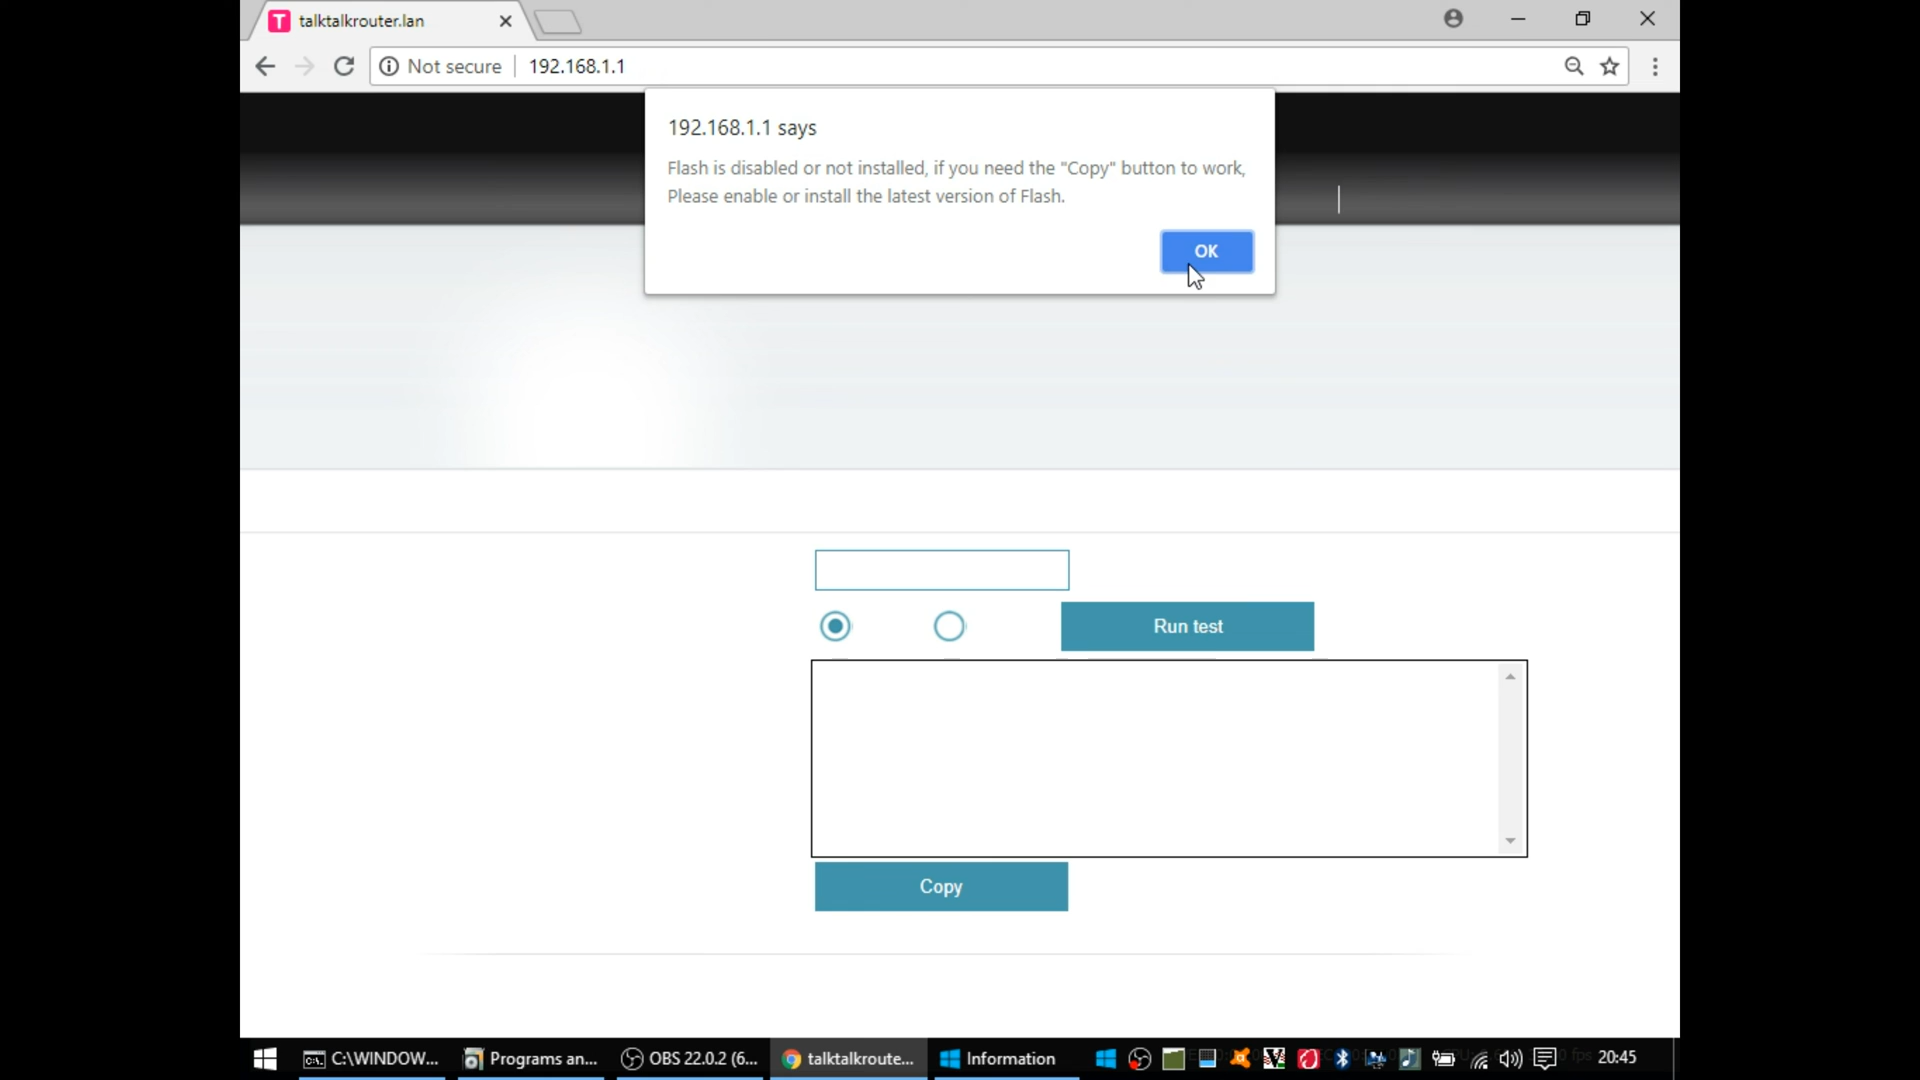 T talktalkrouter.lan
Not secure 192.168.1.1
192.168.1.1 says
Flash is disabled or not installed, if you need the "Copy" button to work,
Please enable or install the latest version of Flash.
OK
Run test
Copy
C:\WINDOW... Programs an... OBS 22.0.2 (6... talktalkroute... Information 20:45